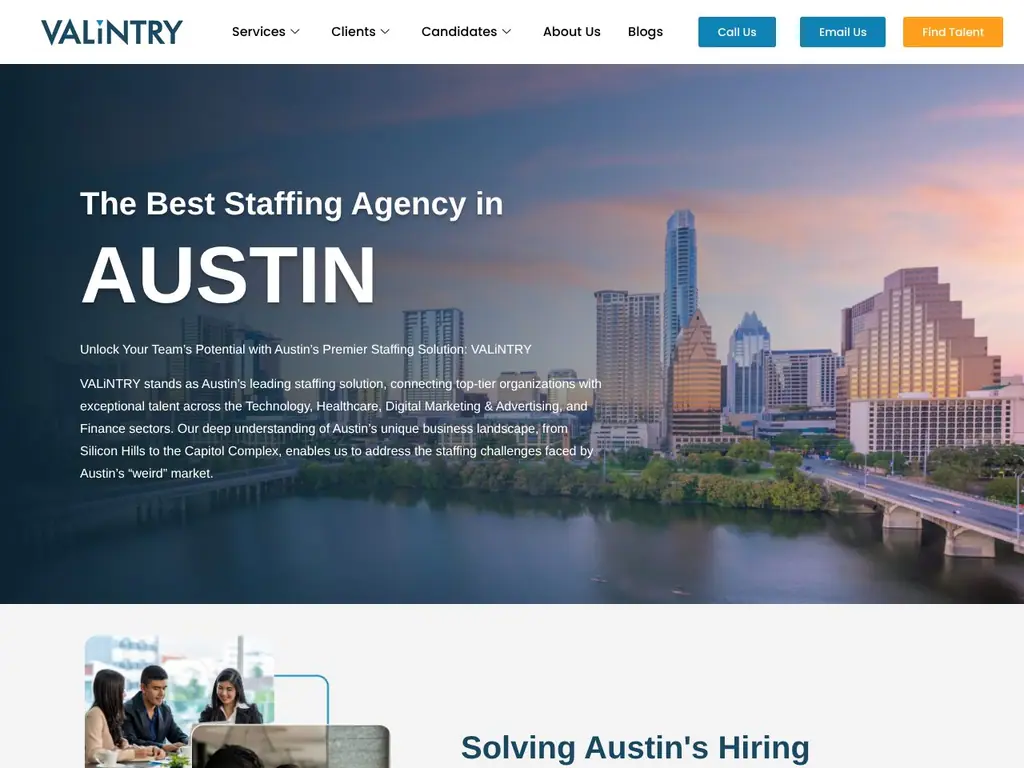 VALiNTRY
Services
Clients
Candidates
About Us
Blogs
Call Us
Email Us
Find Talent
The Best Staffing Agency in
AUSTIN
Unlock Your Team’s Potential with Austin’s Premier Staffing Solution: VALiNTRY
VALiNTRY stands as Austin’s leading staffing solution, connecting top-tier organizations with
exceptional talent across the Technology, Healthcare, Digital Marketing & Advertising, and
Finance sectors. Our deep understanding of Austin’s unique business landscape, from
Silicon Hills to the Capitol Complex, enables us to address the staffing challenges faced by
Austin’s “weird” market.
Solving Austin's Hiring